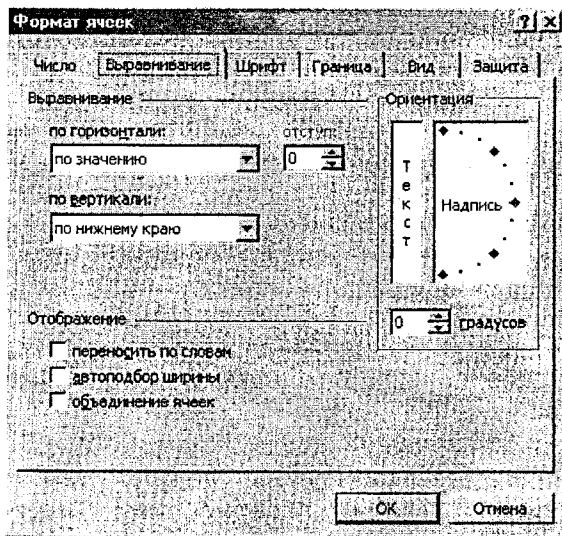 Формат ячеек
Число Выравнивание Шрифт Граница Вид Защита
Выравнивание
по горизонтали: отступ:
по значению 0
по вертикали:
по нижнему краю
Отображение
переносить по словам
автоподбор ширины
объединение ячеек
Ориентация
Текст
Надпись
0 градусов
ОК Отмена